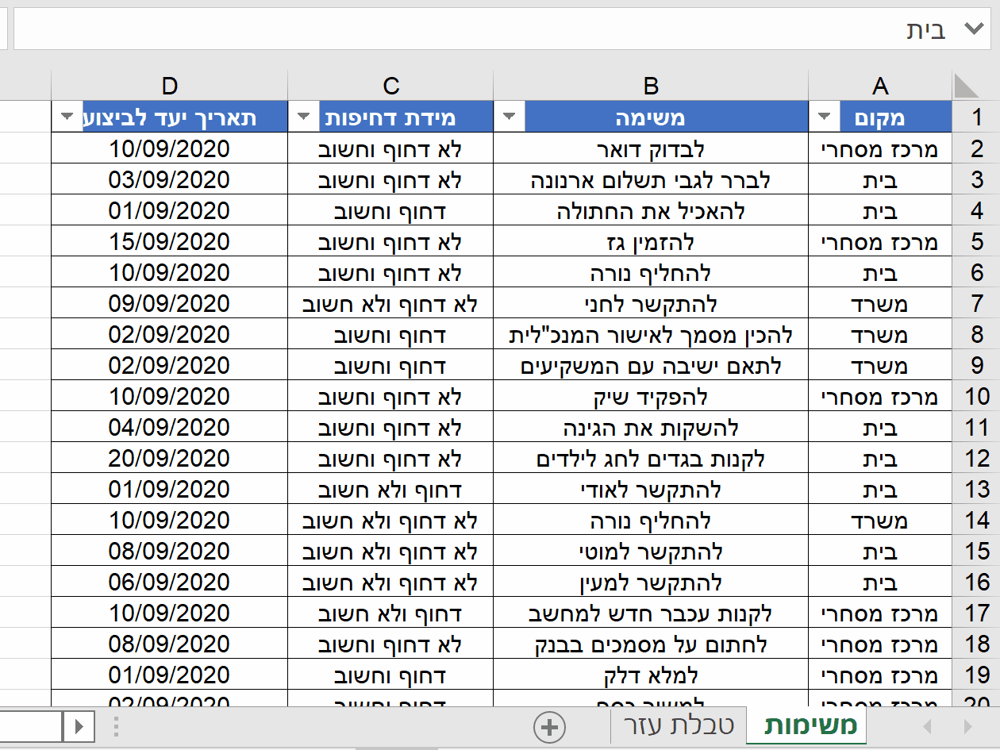 בית
A B C D
1 מקום משימה מידת דחיפות תאריך יעד לביצוע
2 מרכז מסחרי לבדוק דואר לא דחוף וחשוב 10/09/2020
3 בית לברר לגבי תשלום ארנונה לא דחוף וחשוב 03/09/2020
4 בית להאכיל את החתולה דחוף וחשוב 01/09/2020
5 מרכז מסחרי להזמין גז לא דחוף וחשוב 15/09/2020
6 בית להחליף נורה לא דחוף וחשוב 10/09/2020
7 משרד להתקשר לחני לא דחוף ולא חשוב 09/09/2020
8 משרד להכין מסמך לאישור המנכ"לית דחוף וחשוב 02/09/2020
9 משרד לתאם ישיבה עם המשקיעים דחוף וחשוב 02/09/2020
10 מרכז מסחרי להפקיד שיק לא דחוף וחשוב 10/09/2020
11 בית להשקות את הגינה לא דחוף וחשוב 04/09/2020
12 בית לקנות בגדים לחג לילדים לא דחוף וחשוב 20/09/2020
13 בית להתקשר לאודי דחוף ולא חשוב 01/09/2020
14 משרד להחליף נורה לא דחוף ולא חשוב 10/09/2020
15 בית להתקשר למוטי לא דחוף ולא חשוב 08/09/2020
16 בית להתקשר למעין לא דחוף ולא חשוב 06/09/2020
17 מרכז מסחרי לקנות עכבר חדש למחשב דחוף ולא חשוב 10/09/2020
18 מרכז מסחרי לחתום על מסמכים בבנק לא דחוף וחשוב 08/09/2020
19 מרכז מסחרי למלא דלק דחוף וחשוב 01/09/2020
20 מרכז מסחרי למשוך כסף דחוף וחשוב 02/09/2020
משימות טבלת עזר